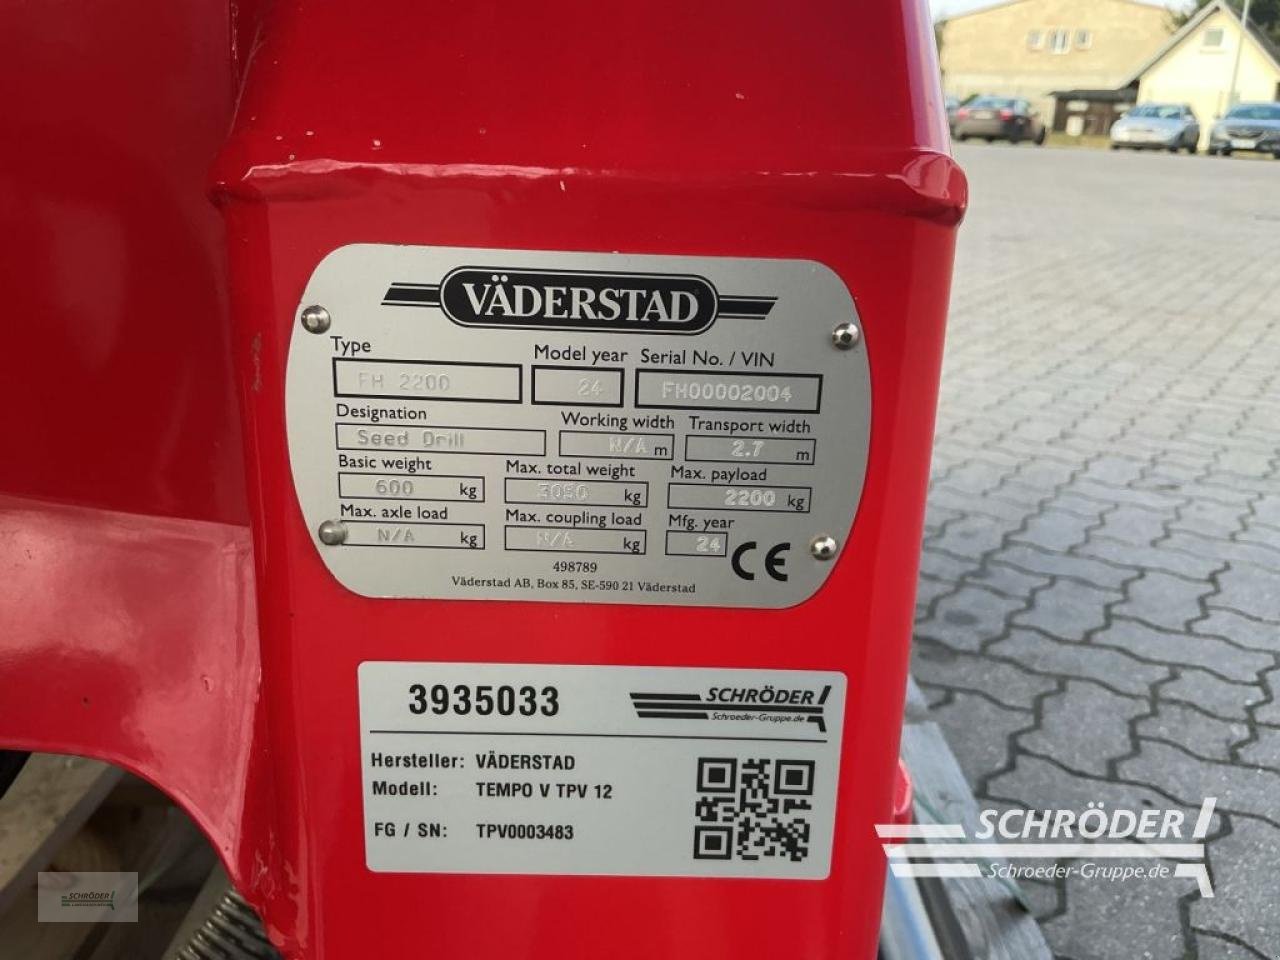 VÄDERSTAD
Type Model year Serial No. / VIN
FH 2200 24 FH00002004
Designation Working width Transport width
Seed Drill N/A m 2.7 m
Basic weight Max. total weight Max. payload
600 kg 3050 kg 2200 kg
Max. axle load Max. coupling load Mfg. year
N/A kg N/A kg 24 CE
498789
Väderstad AB, Box 85, SE-590 21 Väderstad
3935033 SCHRÖDER
Schroeder-Gruppe.de
Hersteller: VÄDERSTAD
Modell: TEMPO V TPV 12
FG / SN: TPV0003483
SCHRÖDER
Schroeder-Gruppe.de
SCHRÖDER